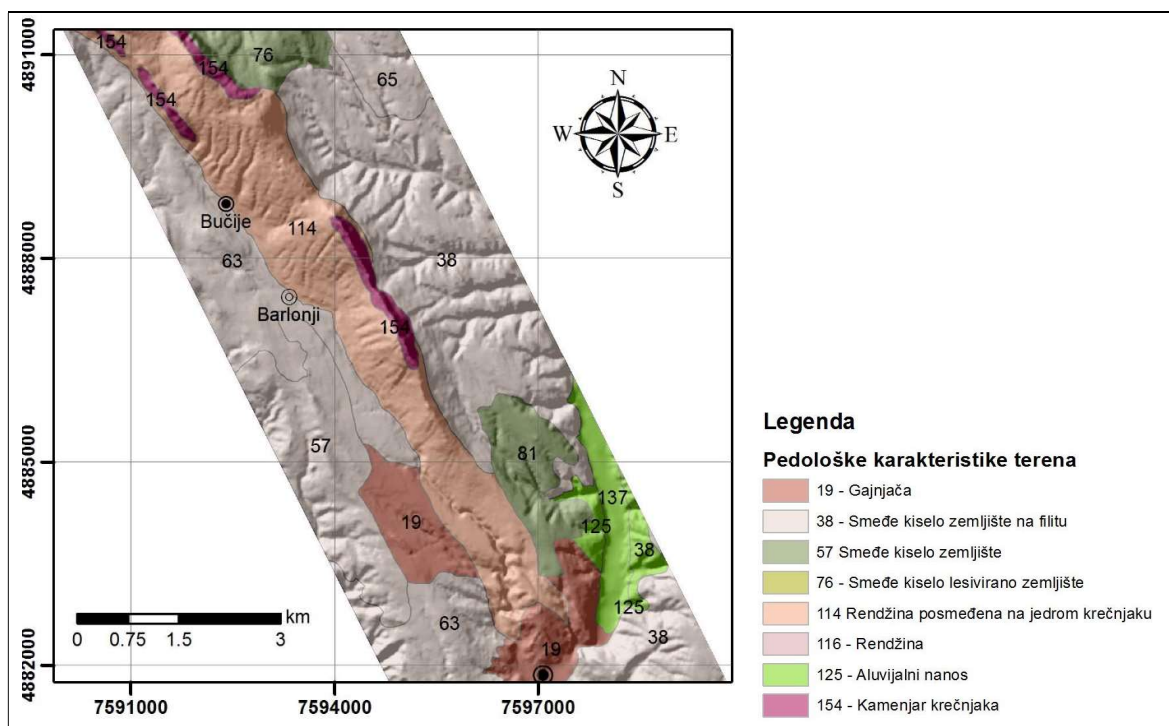 4891000
4888000
4885000
4882000
154
154
76
154
65
N
W E
S
Bučije
114
63
38
Barlonji
154
57
81
137
19
125
38
125
63
38
19
km
0 0.75 1.5 3
7591000 7594000 7597000
Legenda
Pedološke karakteristike terena
19 - Gajnjača
38 - Smeđe kiselo zemljište na filitu
57 Smeđe kiselo zemljište
76 - Smeđe kiselo lesivirano zemljište
114 Rendžina posmeđena na jedrom krečnjaku
116 - Rendžina
125 - Aluvijalni nanos
154 - Kamenjar krečnjaka